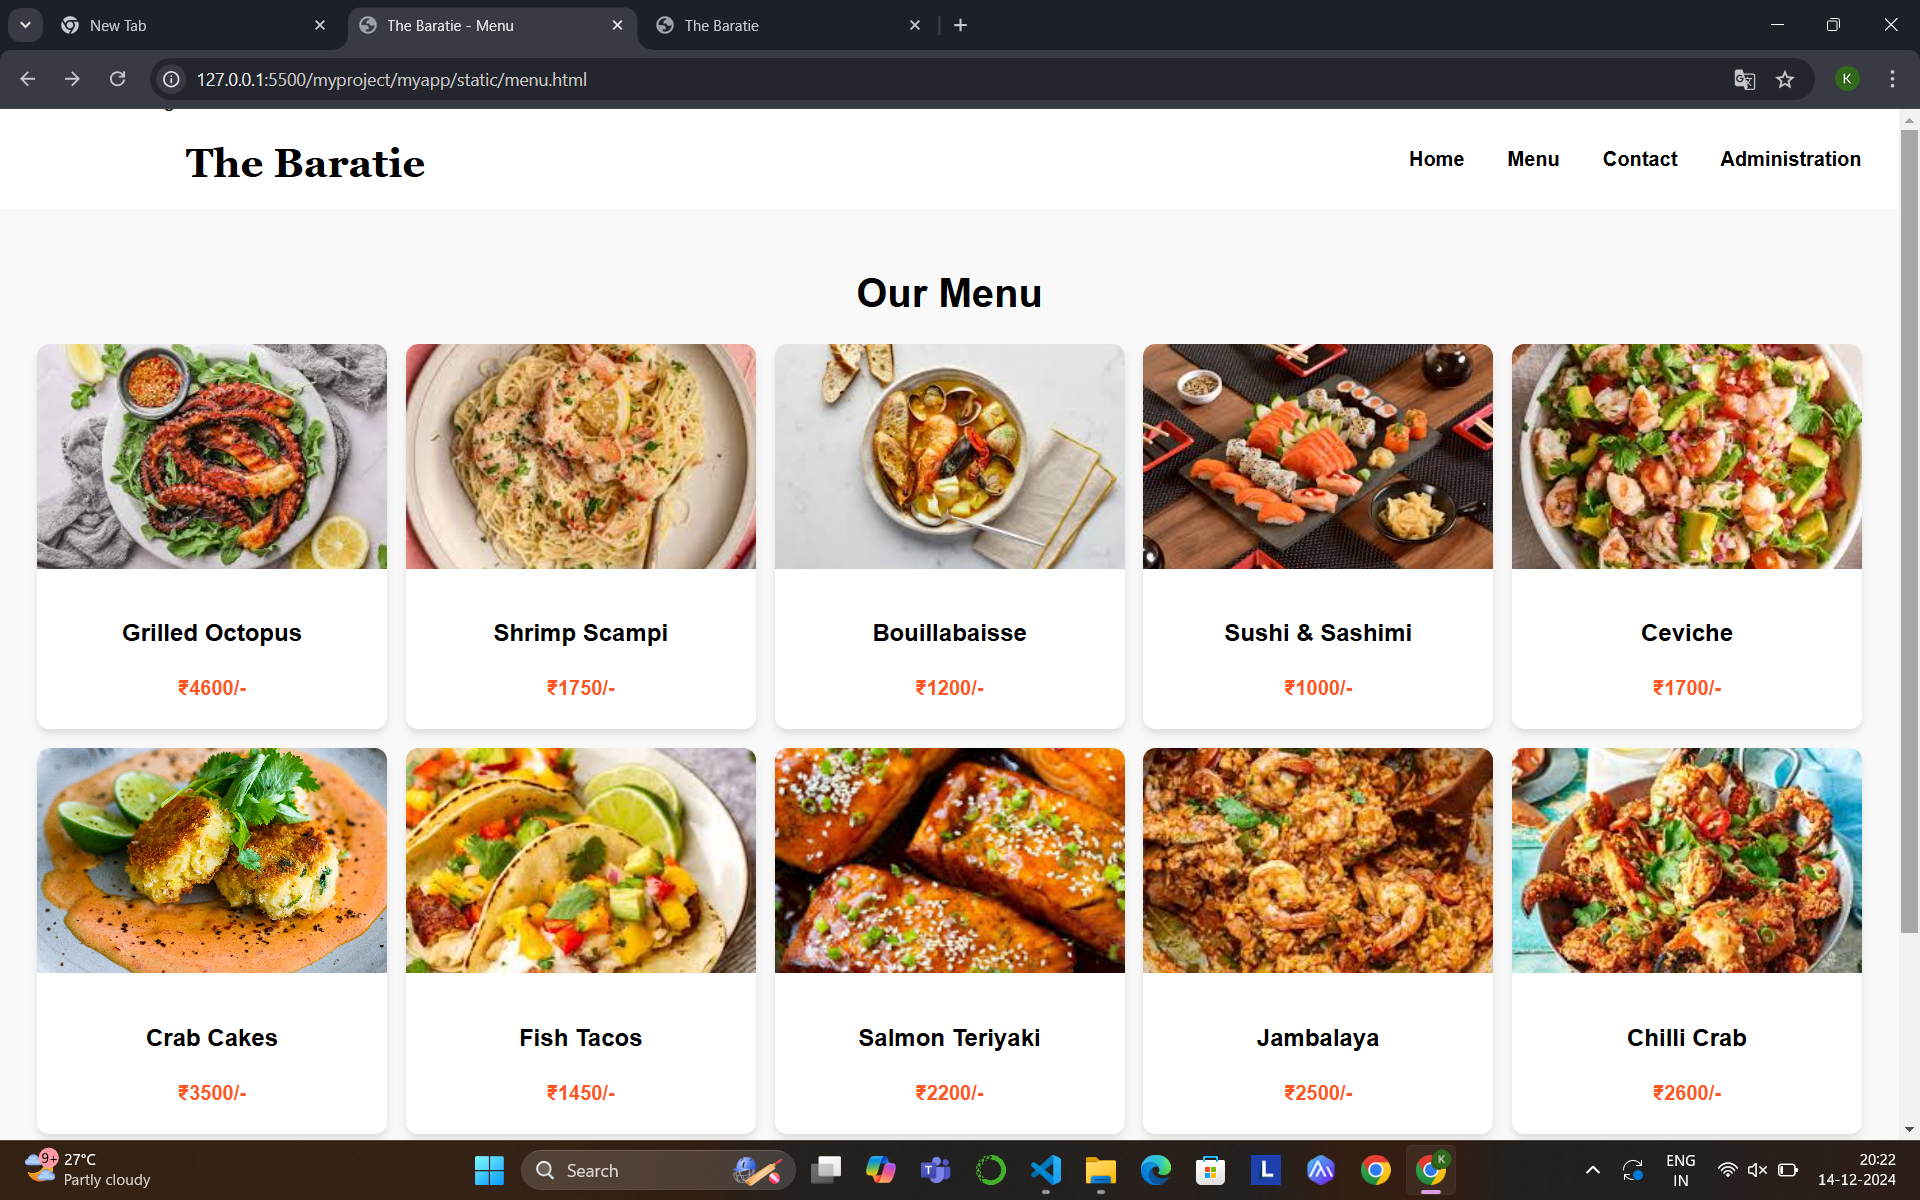 New Tab
The Baratie - Menu
The Baratie
127.0.0.1:5500/myproject/myapp/static/menu.html
K
The Baratie
Home Menu Contact Administration
Our Menu
Grilled Octopus
₹4600/-
Shrimp Scampi
₹1750/-
Bouillabaisse
₹1200/-
Sushi & Sashimi
₹1000/-
Ceviche
₹1700/-
Crab Cakes
₹3500/-
Fish Tacos
₹1450/-
Salmon Teriyaki
₹2200/-
Jambalaya
₹2500/-
Chilli Crab
₹2600/-
9+
27°C
Partly cloudy
Search
L
K
ENG
IN
20:22
14-12-2024